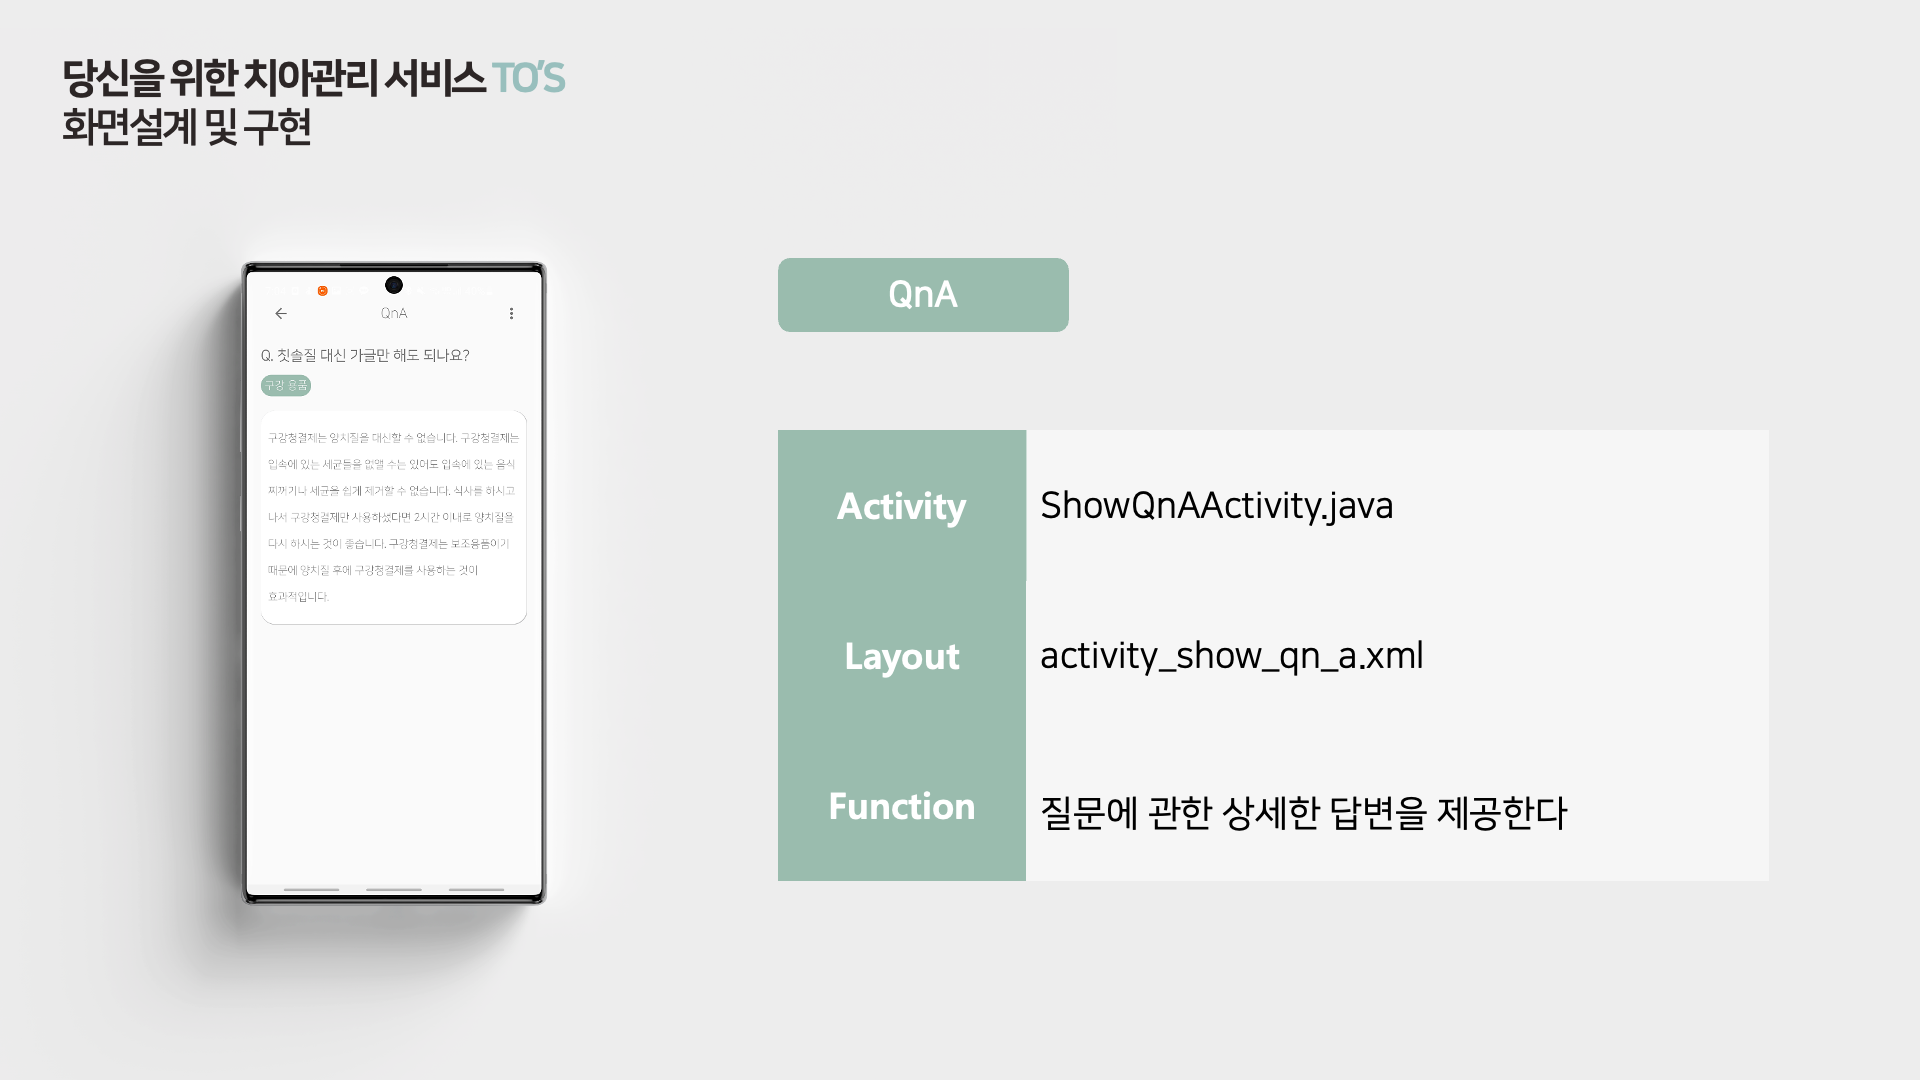 당신을 위한 치아관리 서비스 TO'S
화면설계 및 구현
QnA
Q. 칫솔질 대신 가글만 해도 되나요?
구강 용품
구강청결제는 양치질을 대신할 수 없습니다. 구강청결제는
입속에 있는 세균들을 없앨 수는 있어도 입속에 있는 음식
찌꺼기나 세균을 쉽게 제거할 수 없습니다. 식사를 하시고
나서 구강청결제만 사용하셨다면 2시간 이내로 양치질을
다시 하시는 것이 좋습니다. 구강청결제는 보조용품이기
때문에 양치질 후에 구강청결제를 사용하는 것이
효과적입니다.
QnA
Activity
ShowQnAActivity.java
Layout
activity_show_qn_a.xml
Function
질문에 관한 상세한 답변을 제공한다